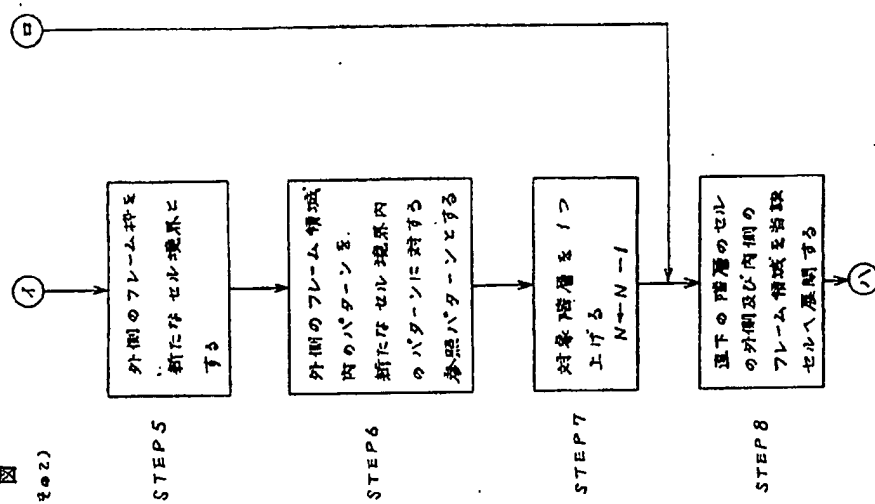 図
(その2)
イ
ロ
STEP5
外側のフレーム枠を
新たなセル境界と
する
STEP6
外側のフレーム領域
内のパターンを、
新たなセル境界内
のパターンに対する
参照パターンとする
STEP7
対象階層を1つ
上げる
N←N-1
STEP8
直下の階層のセル
の外側及び内側の
フレーム領域を当該
セルへ展開する
ハ